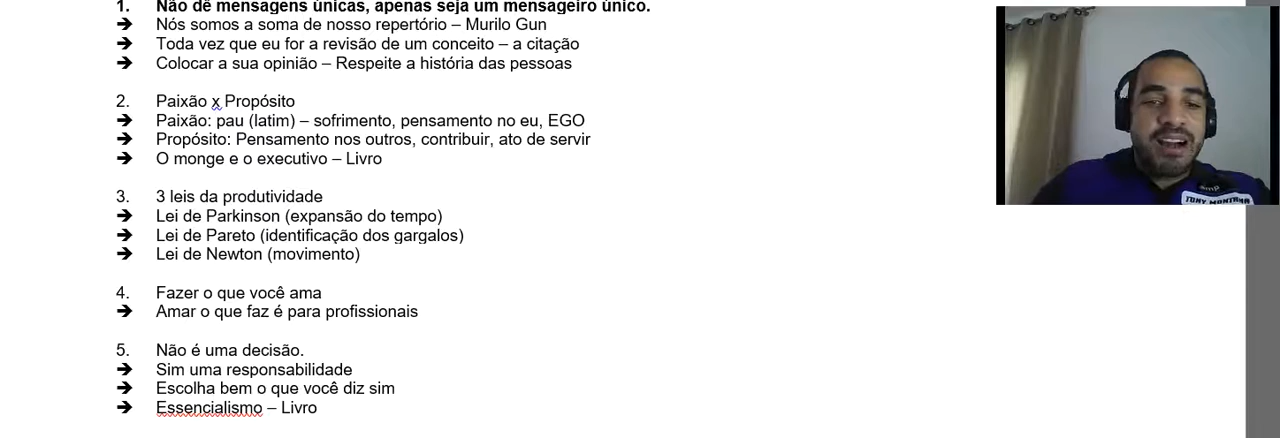 1. Não dê mensagens únicas, apenas seja um mensageiro único.
➔ Nós somos a soma de nosso repertório – Murilo Gun
➔ Toda vez que eu for a revisão de um conceito – a citação
➔ Colocar a sua opinião – Respeite a história das pessoas
2. Paixão x Propósito
➔ Paixão: pau (latim) – sofrimento, pensamento no eu, EGO
➔ Propósito: Pensamento nos outros, contribuir, ato de servir
➔ O monge e o executivo – Livro
3. 3 leis da produtividade
➔ Lei de Parkinson (expansão do tempo)
➔ Lei de Pareto (identificação dos gargalos)
➔ Lei de Newton (movimento)
4. Fazer o que você ama
➔ Amar o que faz é para profissionais
5. Não é uma decisão.
➔ Sim uma responsabilidade
➔ Escolha bem o que você diz sim
➔ Essencialismo – Livro
TONY MONTANA